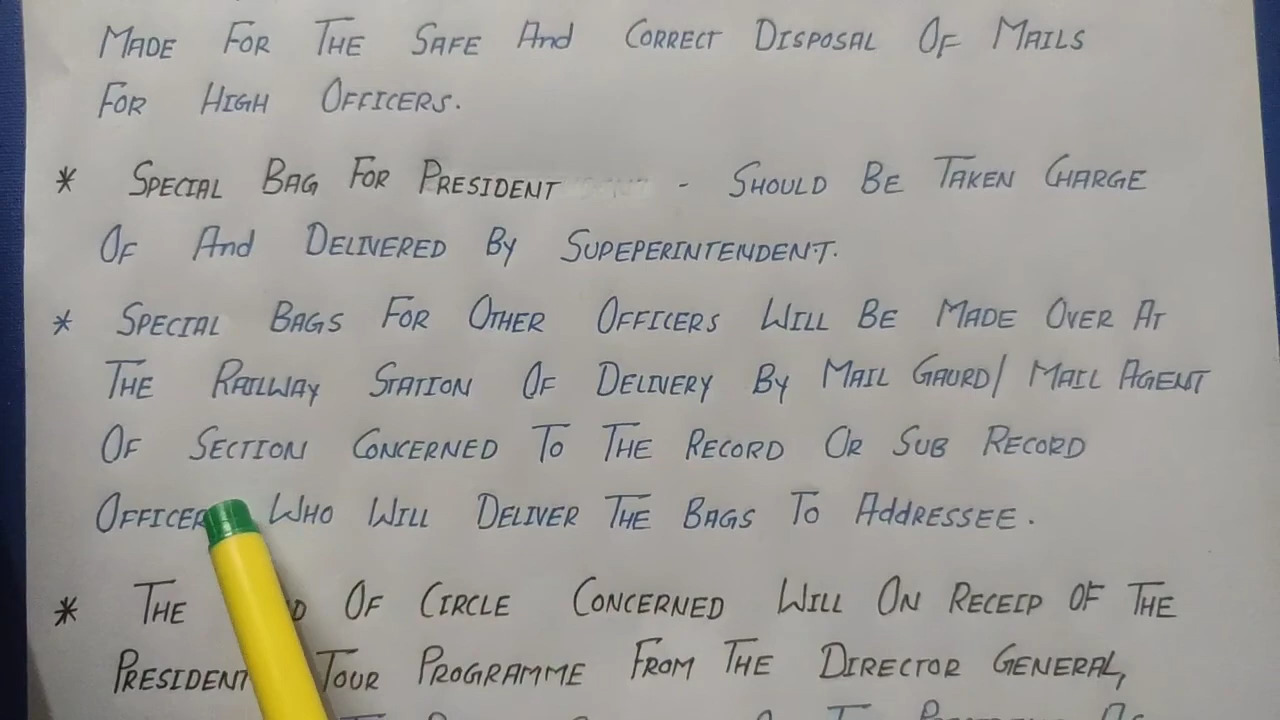 MADE FOR THE SAFE And CORRECT DISPOSAL OF MAILS
FOR HIGH OFFICERS.
* SPECIAL BAG FOR PRESIDENT - SHOULD BE TAKEN CHARGE
OF And DELIVERED By SUPEPERINTENDENT.
* SPECIAL BAGS FOR OTHER OFFICERS WILL BE MADE OVER AT
THE RAILWAY STATION OF DELIVERY By MAIL GAURD/ MAIL AGENT
OF SECTION CONCERNED TO THE RECORD OR SUB RECORD
OFFICER WHO WILL DELIVER THE BAGS TO AddRESSEE.
* THE OF CIRCLE CONCERNED WILL ON RECEIP OF THE
PRESIDENT TOUR PROGRAMME FROM THE DIRECTOR GENERAL,